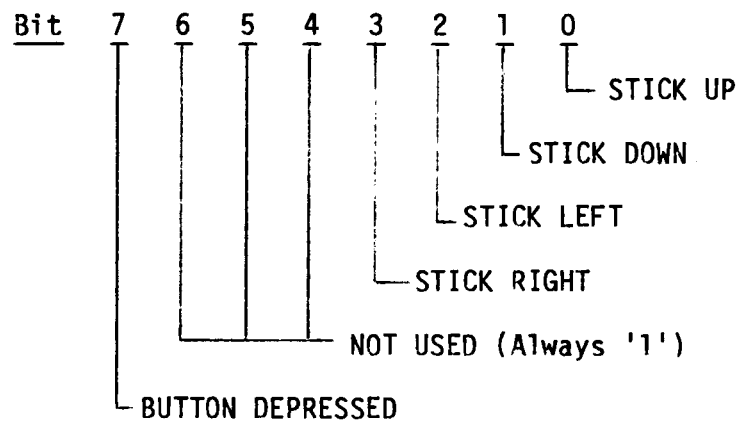 Bit 7 6 5 4 3 2 1 0
STICK UP
STICK DOWN
STICK LEFT
STICK RIGHT
NOT USED (Always '1')
BUTTON DEPRESSED